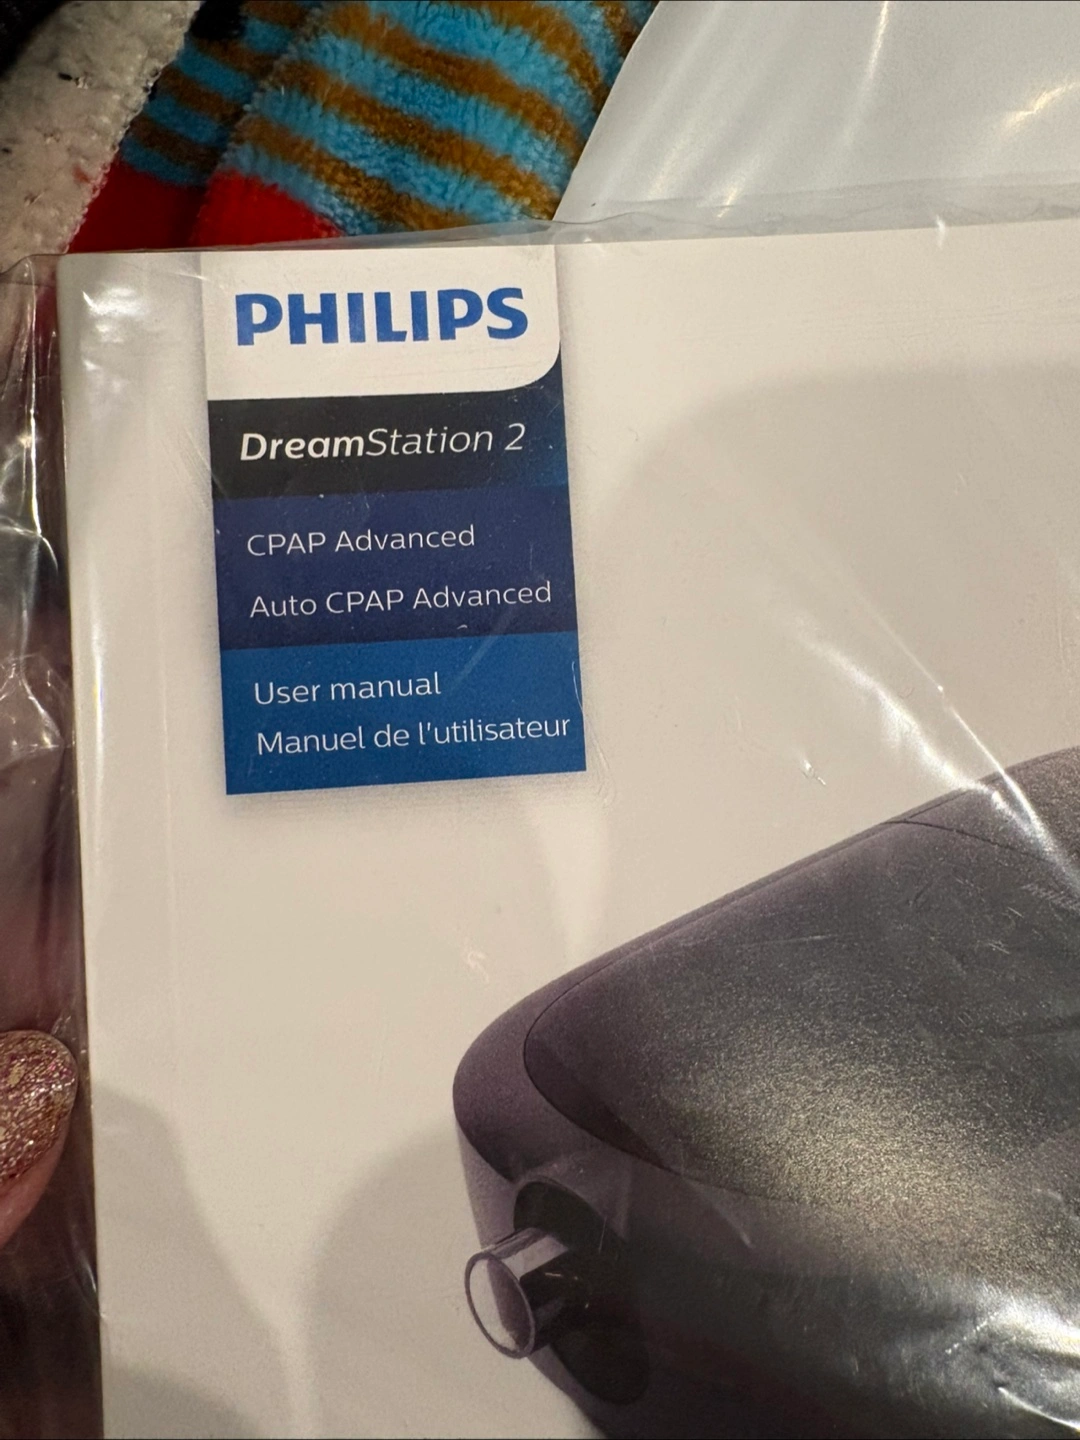 PHILIPS
DreamStation 2
CPAP Advanced
Auto CPAP Advanced
User manual
Manuel de l'utilisateur